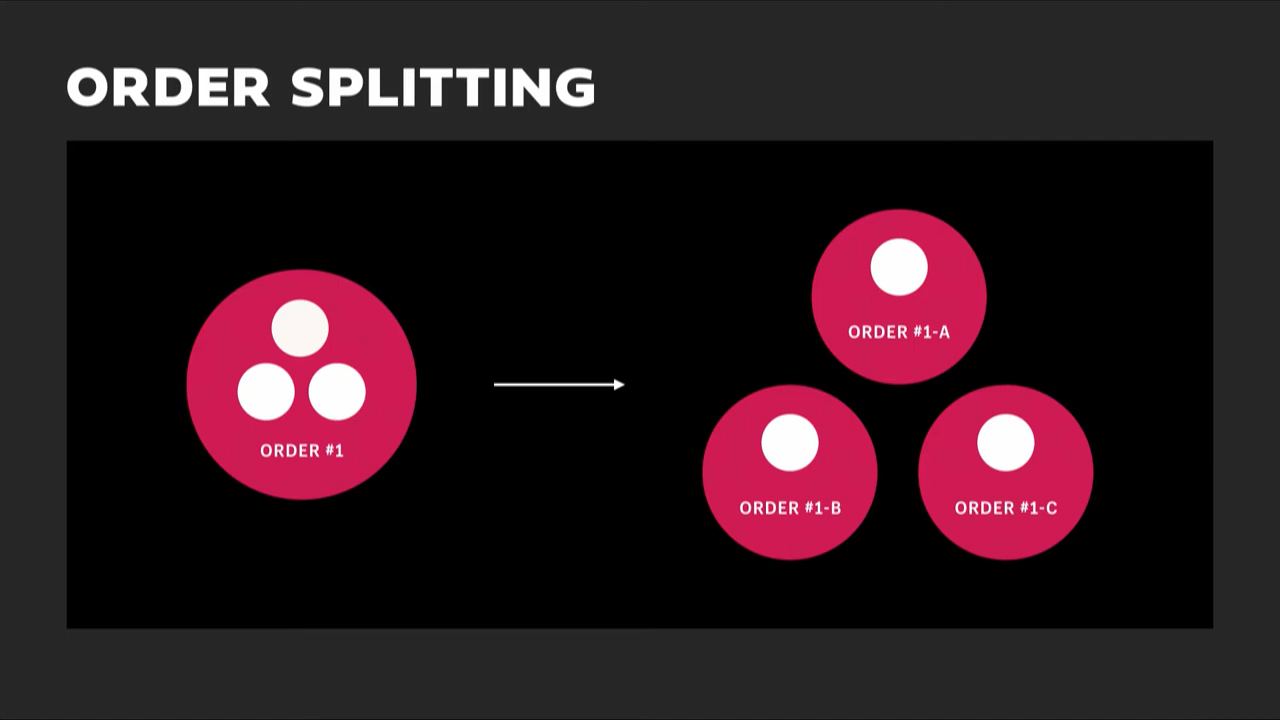 ORDER SPLITTING
ORDER #1
ORDER #1-A
ORDER #1-B
ORDER #1-C